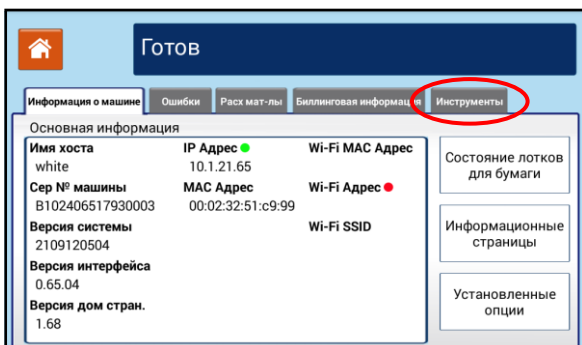 Готов
Информация о машине Ошибки Расх мат-лы Биллинговая информация Инструменты
Основная информация
Имя хоста IP Адрес Wi-Fi MAC Адрес
white 10.1.21.65
Сер № машины MAC Адрес Wi-Fi Адрес
B102406517930003 00:02:32:51:c9:99
Версия системы Wi-Fi SSID
2109120504
Версия интерфейса
0.65.04
Версия дом стран.
1.68
Состояние лотков
для бумаги
Информационные
страницы
Установленные
опции